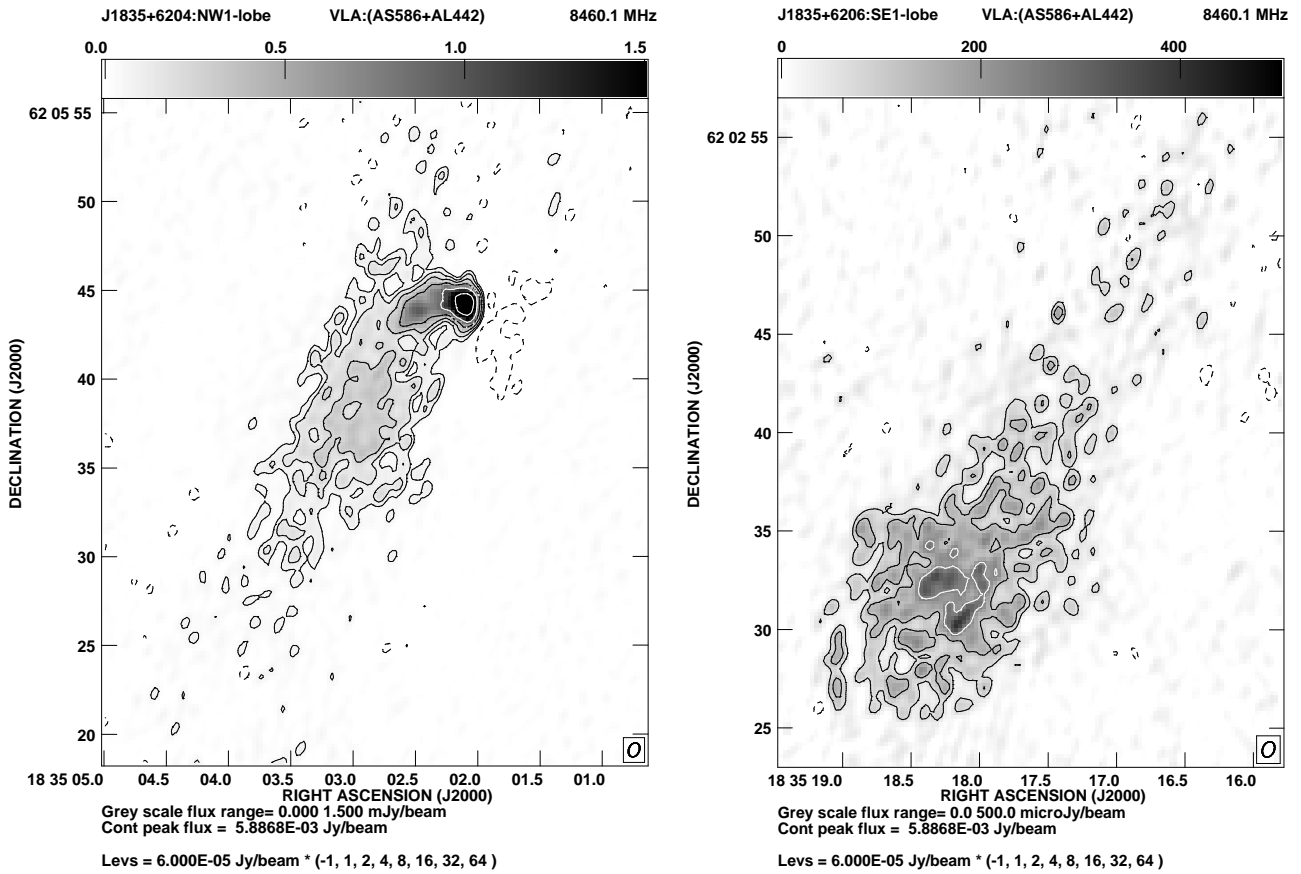 J1835+6204:NW1-lobe VLA:(AS586+AL442) 8460.1 MHz
0.0 0.5 1.0 1.5
62 05 55
50
45
40
35
30
25
20
DECLINATION (J2000)
18 35 05.0 04.5 04.0 03.5 03.0 02.5 02.0 01.5 01.0
RIGHT ASCENSION (J2000)
Grey scale flux range= 0.000 1.500 mJy/beam
Cont peak flux = 5.8868E-03 Jy/beam
Levs = 6.000E-05 Jy/beam * (-1, 1, 2, 4, 8, 16, 32, 64 )
J1835+6206:SE1-lobe VLA:(AS586+AL442) 8460.1 MHz
0 200 400
62 02 55
50
45
40
35
30
25
DECLINATION (J2000)
18 35 19.0 18.5 18.0 17.5 17.0 16.5 16.0
RIGHT ASCENSION (J2000)
Grey scale flux range= 0.0 500.0 microJy/beam
Cont peak flux = 5.8868E-03 Jy/beam
Levs = 6.000E-05 Jy/beam * (-1, 1, 2, 4, 8, 16, 32, 64 )